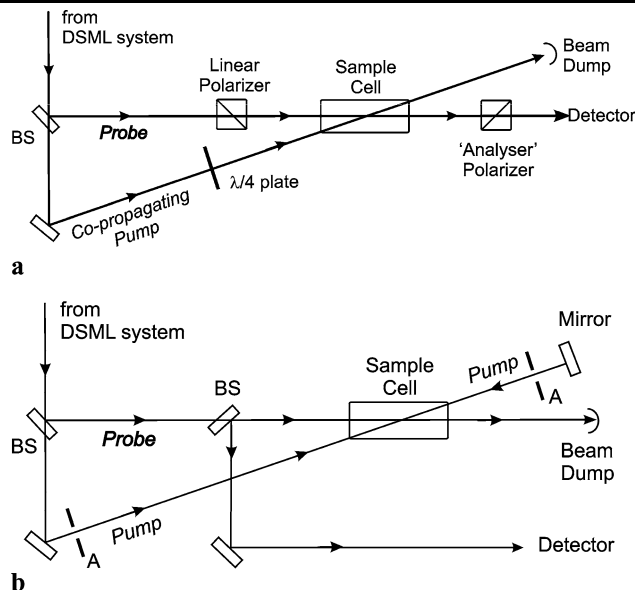 from
DSML system
Linear
Polarizer
Sample
Cell
Beam
Dump
BS
Probe
Detector
'Analyser'
Polarizer
λ/4 plate
Co-propagating
Pump
a
from
DSML system
Mirror
BS
Sample
Cell
Pump
A
BS
Probe
Beam
Dump
Pump
A
Detector
b